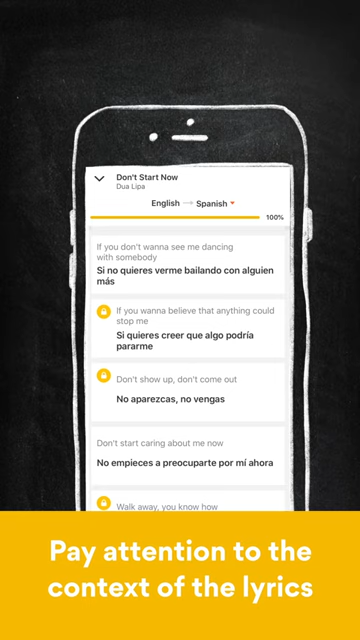 Don't Start Now
Dua Lipa
English → Spanish
100%
If you don't wanna see me dancing
with somebody
Si no quieres verme bailando con alguien
más
If you wanna believe that anything could
stop me
Si quieres creer que algo podría
pararme
Don't show up, don't come out
No aparezcas, no vengas
Don't start caring about me now
No empieces a preocuparte por mí ahora
Walk away, you know how
Pay attention to the
context of the lyrics